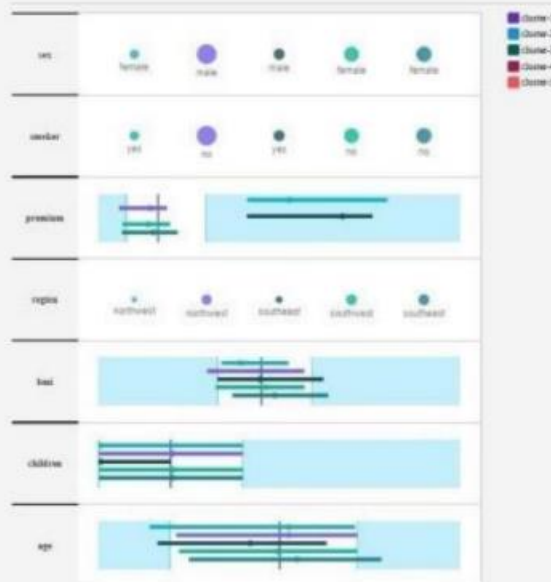 sex
female
male
male
female
female
smoker
yes
no
yes
no
no
premium
region
northwest
northwest
southeast
southwest
southeast
bmi
children
age